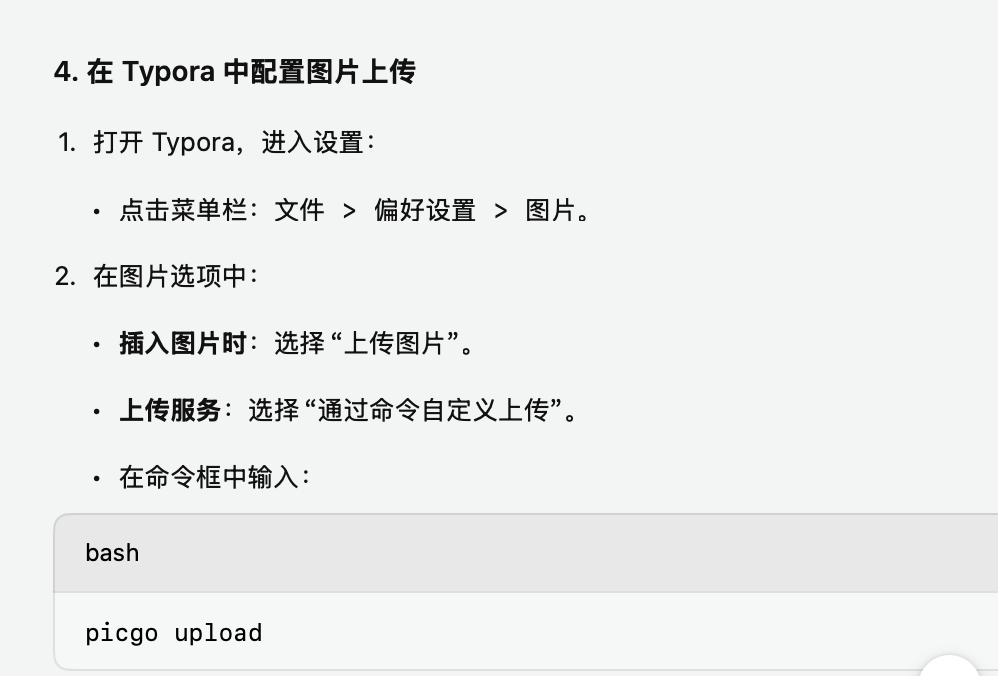 4. 在 Typora 中配置图片上传
1. 打开 Typora，进入设置：
• 点击菜单栏：文件 > 偏好设置 > 图片。
2. 在图片选项中：
• 插入图片时：选择“上传图片”。
• 上传服务：选择“通过命令自定义上传”。
• 在命令框中输入：
bash
picgo upload